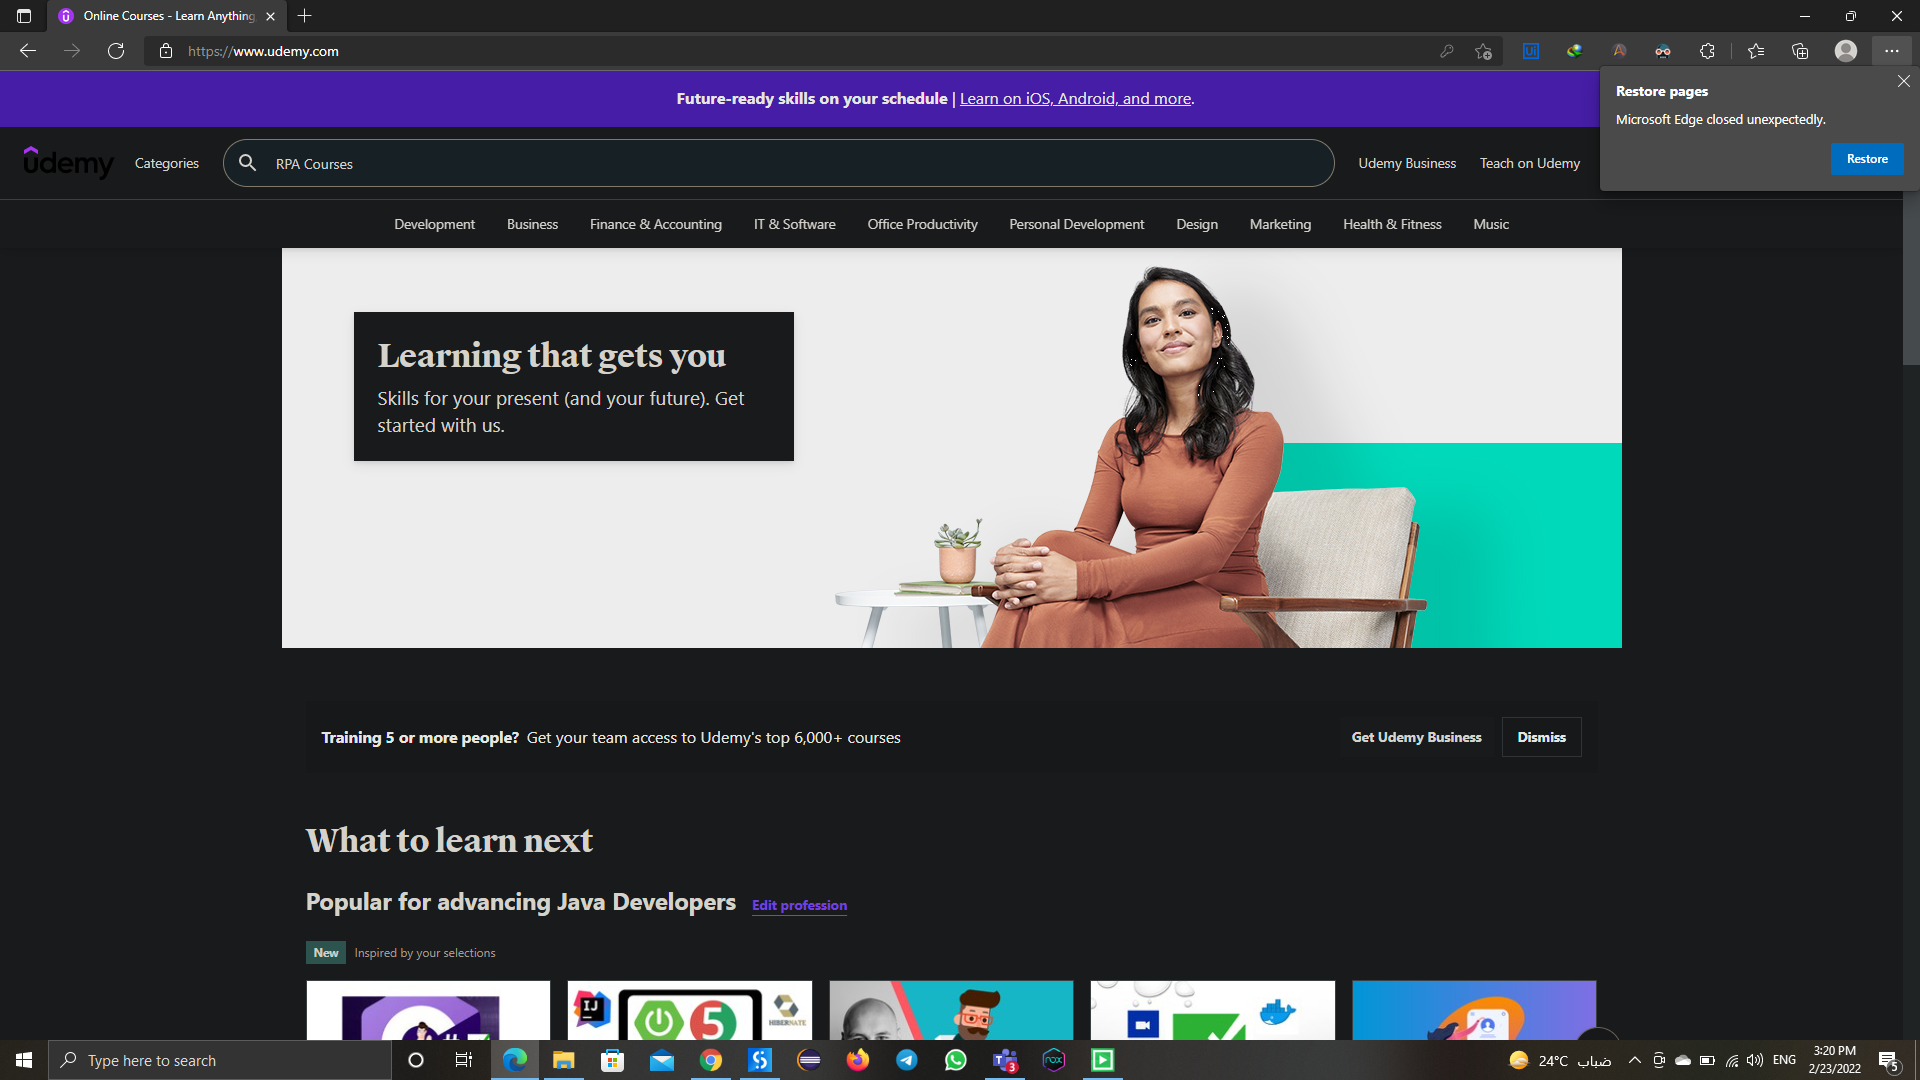 Online Courses - Learn Anything,
https://www.udemy.com
Future-ready skills on your schedule | Learn on iOS, Android, and more.
Restore pages
Microsoft Edge closed unexpectedly.
Restore
udemy
Categories
RPA Courses
Udemy Business
Teach on Udemy
Development
Business
Finance & Accounting
IT & Software
Office Productivity
Personal Development
Design
Marketing
Health & Fitness
Music
Learning that gets you
Skills for your present (and your future). Get
started with us.
Training 5 or more people? Get your team access to Udemy's top 6,000+ courses
Get Udemy Business
Dismiss
What to learn next
Popular for advancing Java Developers
Edit profession
New
Inspired by your selections
IJ
5
HIBERNATE
Type here to search
3
nox
24°C ضباب
ENG
3:20 PM
2/23/2022
5